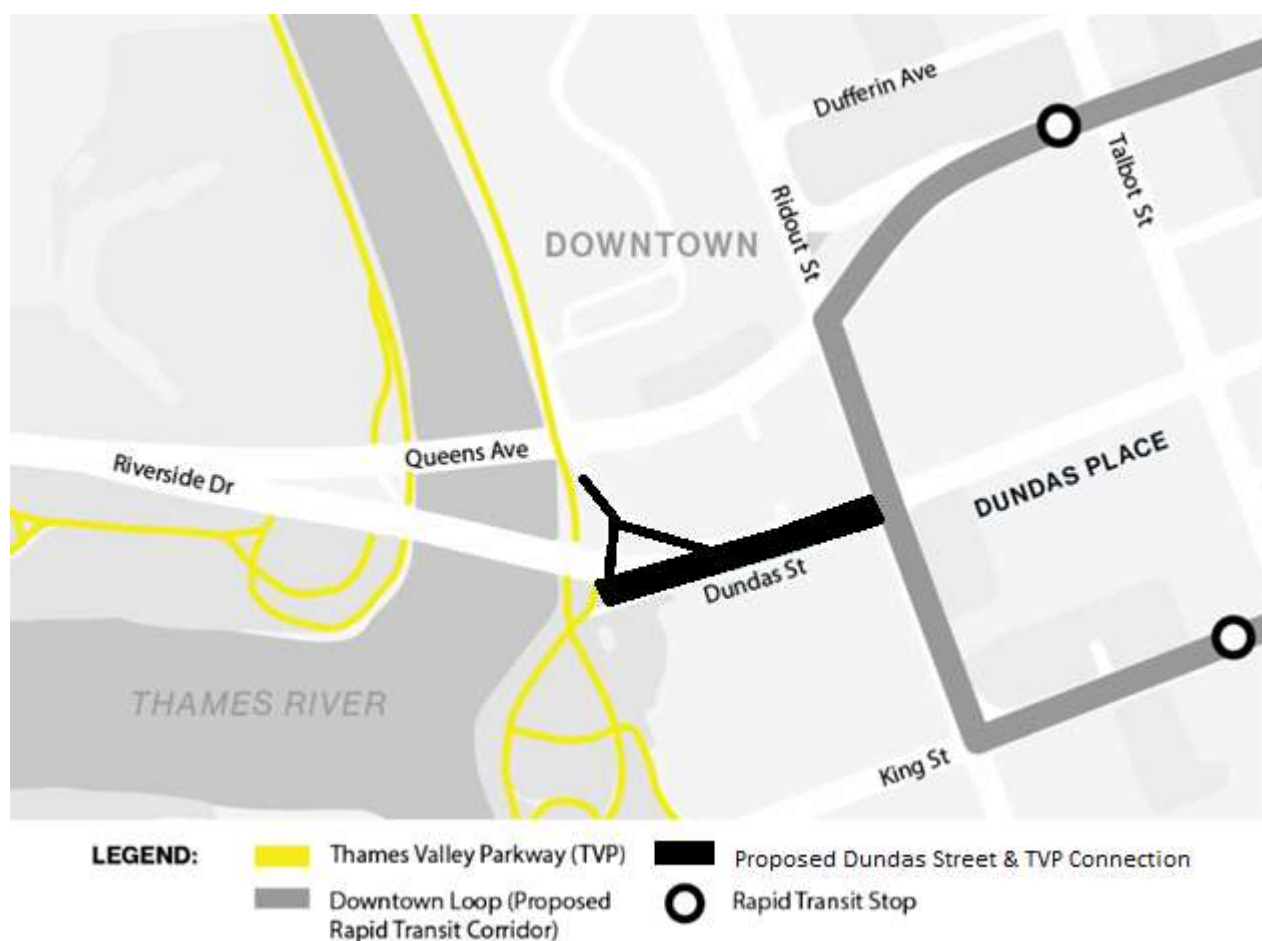 Dufferin Ave
Talbot St
Ridout St
DOWNTOWN
Queens Ave
Riverside Dr
DUNDAS PLACE
Dundas St
THAMES RIVER
King St
LEGEND:
Thames Valley Parkway (TVP)
Proposed Dundas Street & TVP Connection
Downtown Loop (Proposed
Rapid Transit Corridor)
Rapid Transit Stop